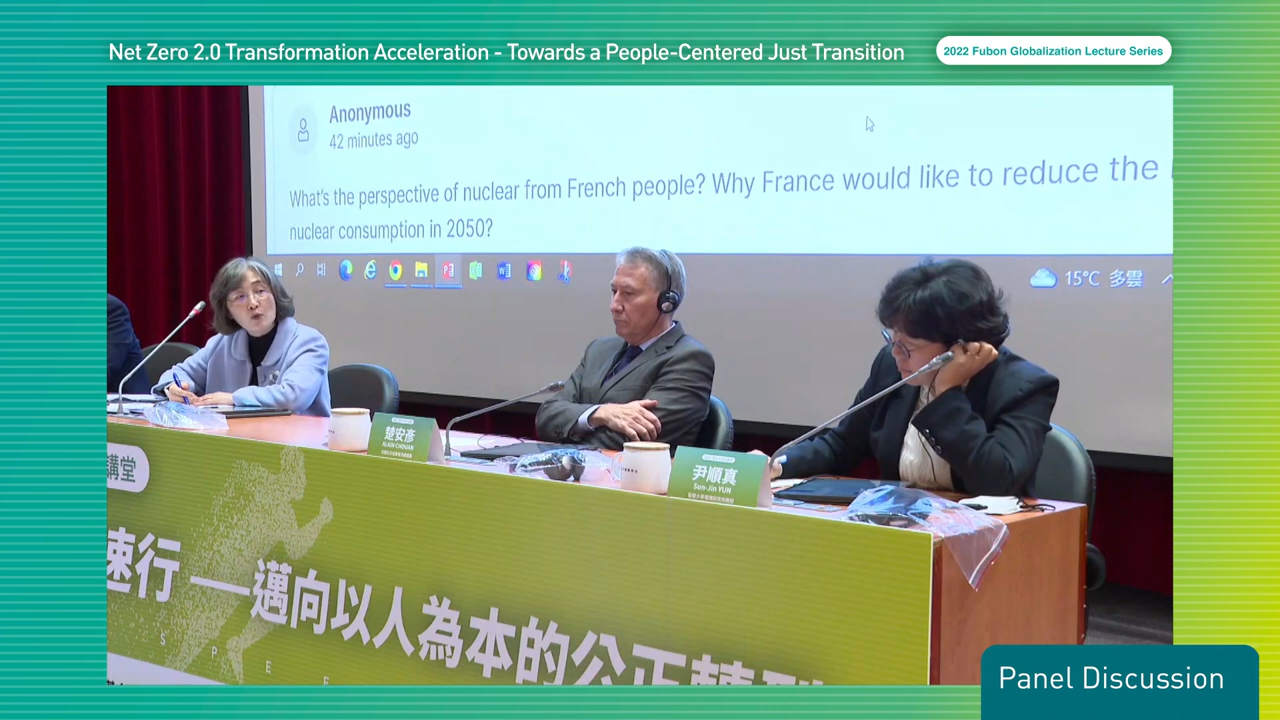 Net Zero 2.0 Transformation Acceleration - Towards a People-Centered Just Transition
2022 Fubon Globalization Lecture Series
Anonymous
42 minutes ago
What's the perspective of nuclear from French people? Why France would like to reduce the
nuclear consumption in 2050?
15°C 多雲
楚安彥
ALAIN CHOUAN
尹順真
Sun-Jin YUN
講堂
速行 — 邁向以人為本的公正轉型
S P E E
Panel Discussion